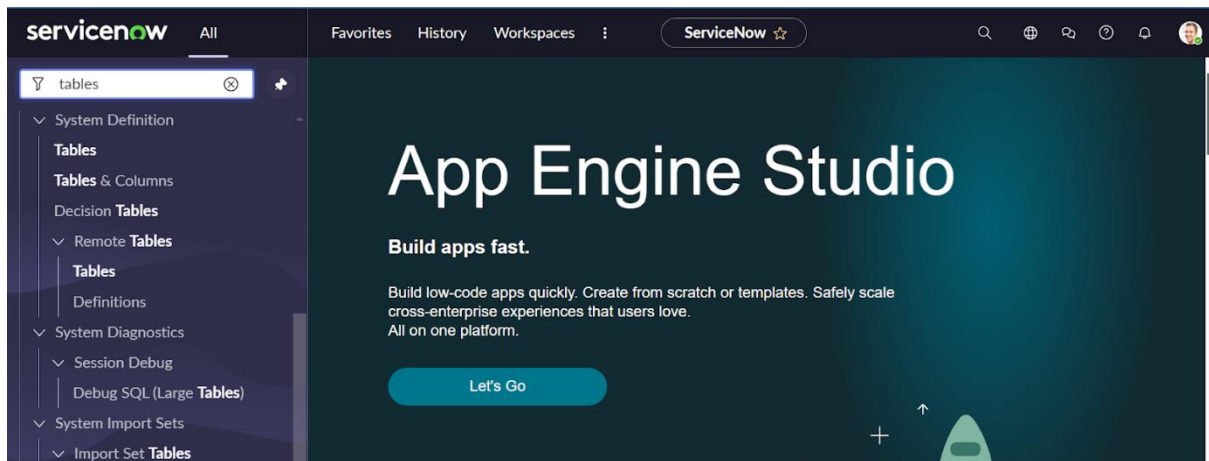 servicenow All Favorites History Workspaces ServiceNow
tables
System Definition
Tables
Tables & Columns
Decision Tables
Remote Tables
Tables
Definitions
System Diagnostics
Session Debug
Debug SQL (Large Tables)
System Import Sets
Import Set Tables
App Engine Studio
Build apps fast.
Build low-code apps quickly. Create from scratch or templates. Safely scale
cross-enterprise experiences that users love.
All on one platform.
Let's Go